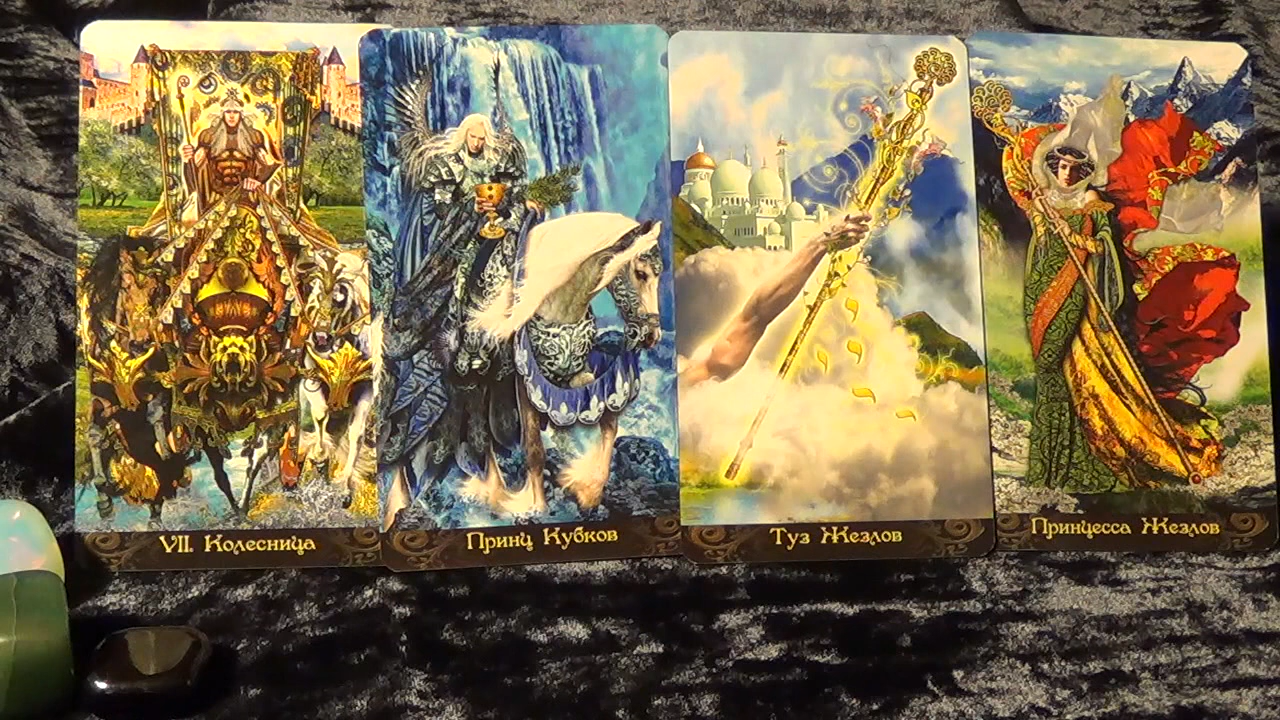 VII. Колесница
Принц Кубков
Туз Жезлов
Принцесса Жезлов